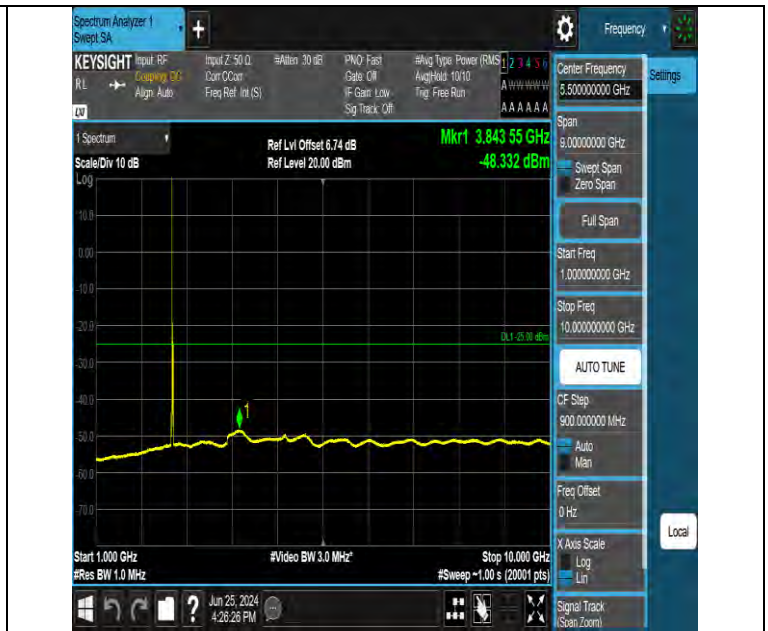 Spectrum Analyzer 1
Swept SA
+
Frequency
KEYSIGHT
RL
LXI
Input: RF
Coupling: DC
Align: Auto
Input Z: 50 Ω
Corr CCorr
Freq Ref: Int (S)
#Atten: 30 dB
PNO: Fast
Gate: Off
IF Gain: Low
Sig Track: Off
#Avg Type: Power (RMS
Avg|Hold: 10/10
Trig: Free Run
1 2 3 4 5 6
A W W W W W
A A A A A A
1 Spectrum
Scale/Div 10 dB
Ref Lvl Offset 6.74 dB
Ref Level 20.00 dBm
Mkr1 3.843 55 GHz
-48.332 dBm
Log
10.0
0.00
-10.0
-20.0
-30.0
-40.0
-50.0
-60.0
-70.0
DL1 -25.00 dBm
1
Start 1.000 GHz
#Res BW 1.0 MHz
#Video BW 3.0 MHz*
Stop 10.000 GHz
#Sweep ~1.00 s (20001 pts)
Center Frequency
5.500000000 GHz
Settings
Span
9.00000000 GHz
Swept Span
Zero Span
Full Span
Start Freq
1.000000000 GHz
Stop Freq
10.000000000 GHz
AUTO TUNE
CF Step
900.000000 MHz
Auto
Man
Freq Offset
0 Hz
X Axis Scale
Log
Lin
Local
Signal Track
(Span Zoom)
?
Jun 25, 2024
4:26:26 PM